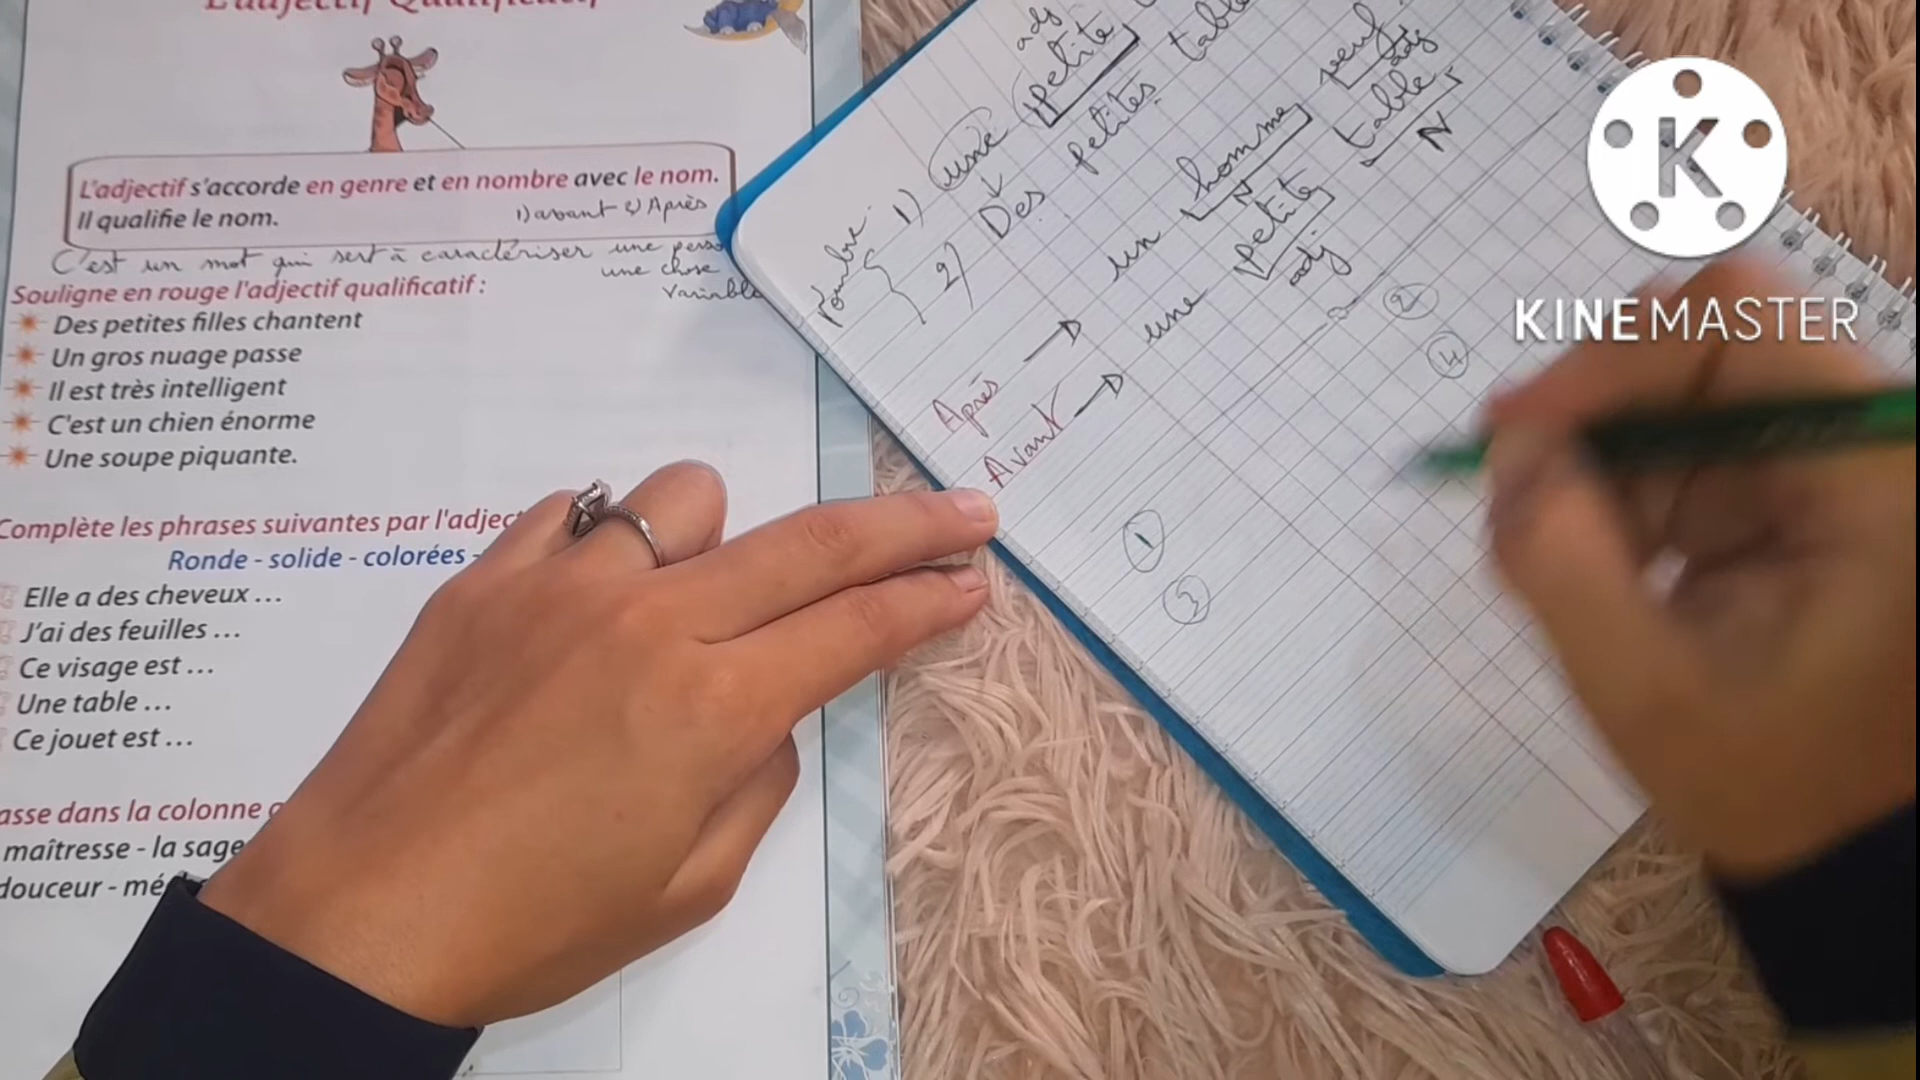 L'adjectif Qualificatif
L'adjectif s'accorde en genre et en nombre avec le nom.
Il qualifie le nom.
1) avant 2) Après
C'est un mot qui sert à caractériser une
une chose
variable
Souligne en rouge l'adjectif qualificatif :
Des petites filles chantent
Un gros nuage passe
Il est très intelligent
C'est un chien énorme
Une soupe piquante.
Complète les phrases suivantes par l'adjec
Ronde - solide - colorées -
Elle a des cheveux ...
J'ai des feuilles ...
Ce visage est ...
Une table ...
Ce jouet est ...
asse dans la colonne
maîtresse - la sage
douceur - mé
adj
1) une petite
2) Des petites table
Après → un homme
N adj
Avant → une petite table
adj N
1
2
3
4
K
KINEMASTER